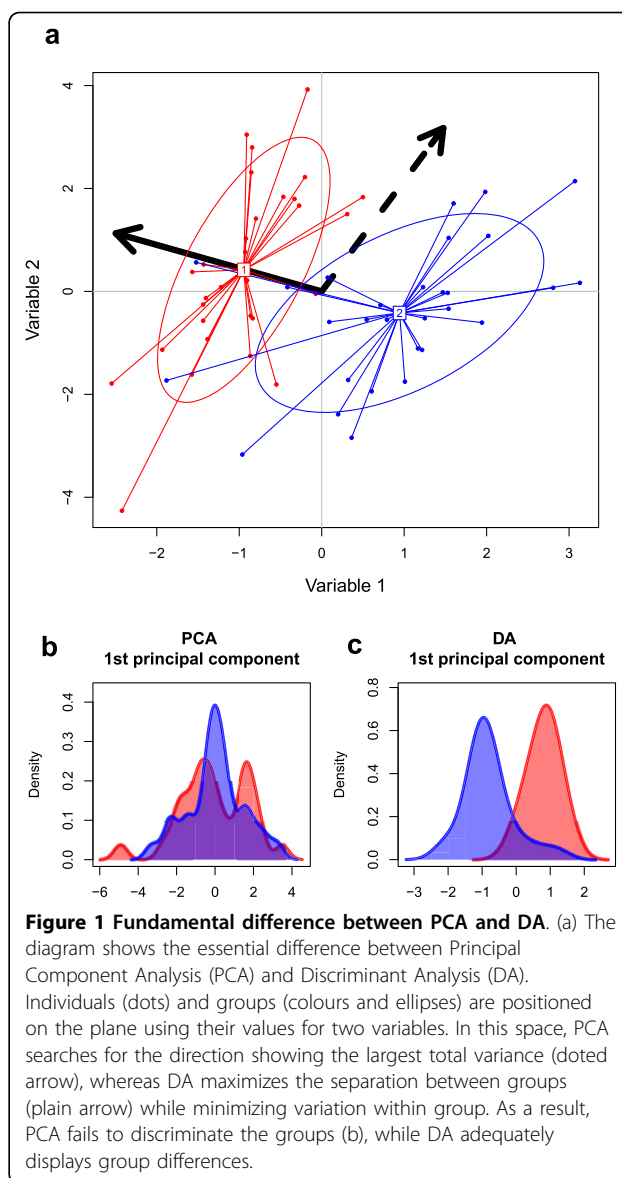 a
4
2
0
−2
−4
Variable 2
1
2
−2 −1 0 1 2 3
Variable 1
b
PCA
1st principal component
0.4
0.3
0.2
0.1
0.0
Density
−6 −4 −2 0 2 4
c
DA
1st principal component
0.8
0.6
0.4
0.2
0.0
Density
−3 −2 −1 0 1 2
Figure 1 Fundamental difference between PCA and DA. (a) The
diagram shows the essential difference between Principal
Component Analysis (PCA) and Discriminant Analysis (DA).
Individuals (dots) and groups (colours and ellipses) are positioned
on the plane using their values for two variables. In this space, PCA
searches for the direction showing the largest total variance (doted
arrow), whereas DA maximizes the separation between groups
(plain arrow) while minimizing variation within group. As a result,
PCA fails to discriminate the groups (b), while DA adequately
displays group differences.